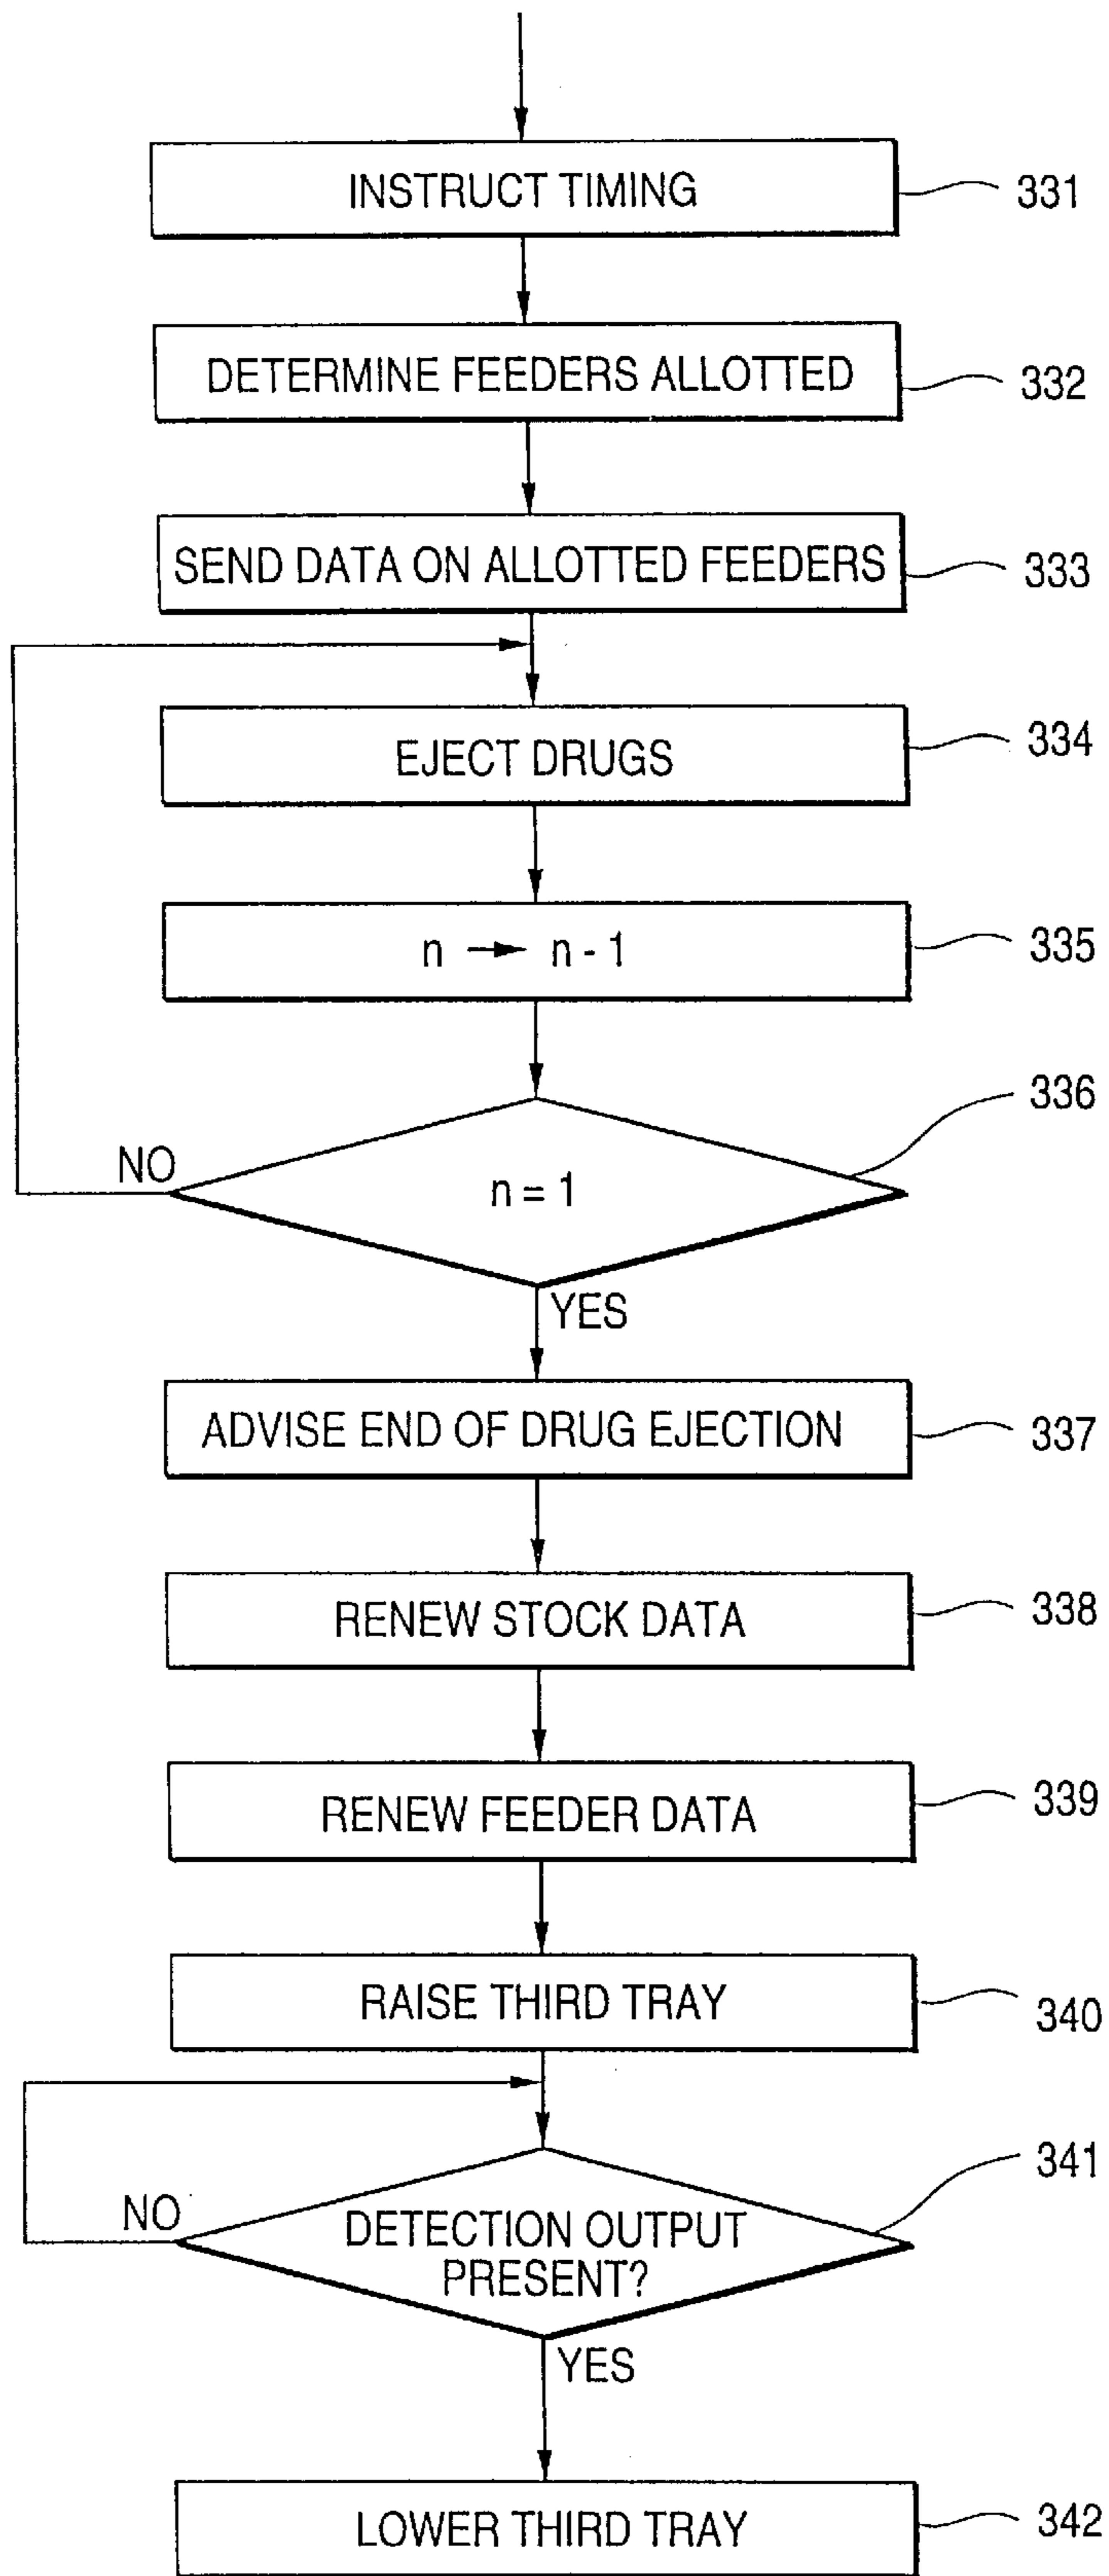 INSTRUCT TIMING
331
DETERMINE FEEDERS ALLOTTED
332
SEND DATA ON ALLOTTED FEEDERS
333
EJECT DRUGS
334
n → n - 1
335
336
NO
n = 1
YES
ADVISE END OF DRUG EJECTION
337
RENEW STOCK DATA
338
RENEW FEEDER DATA
339
RAISE THIRD TRAY
340
341
NO
DETECTION OUTPUT
PRESENT?
YES
LOWER THIRD TRAY
342